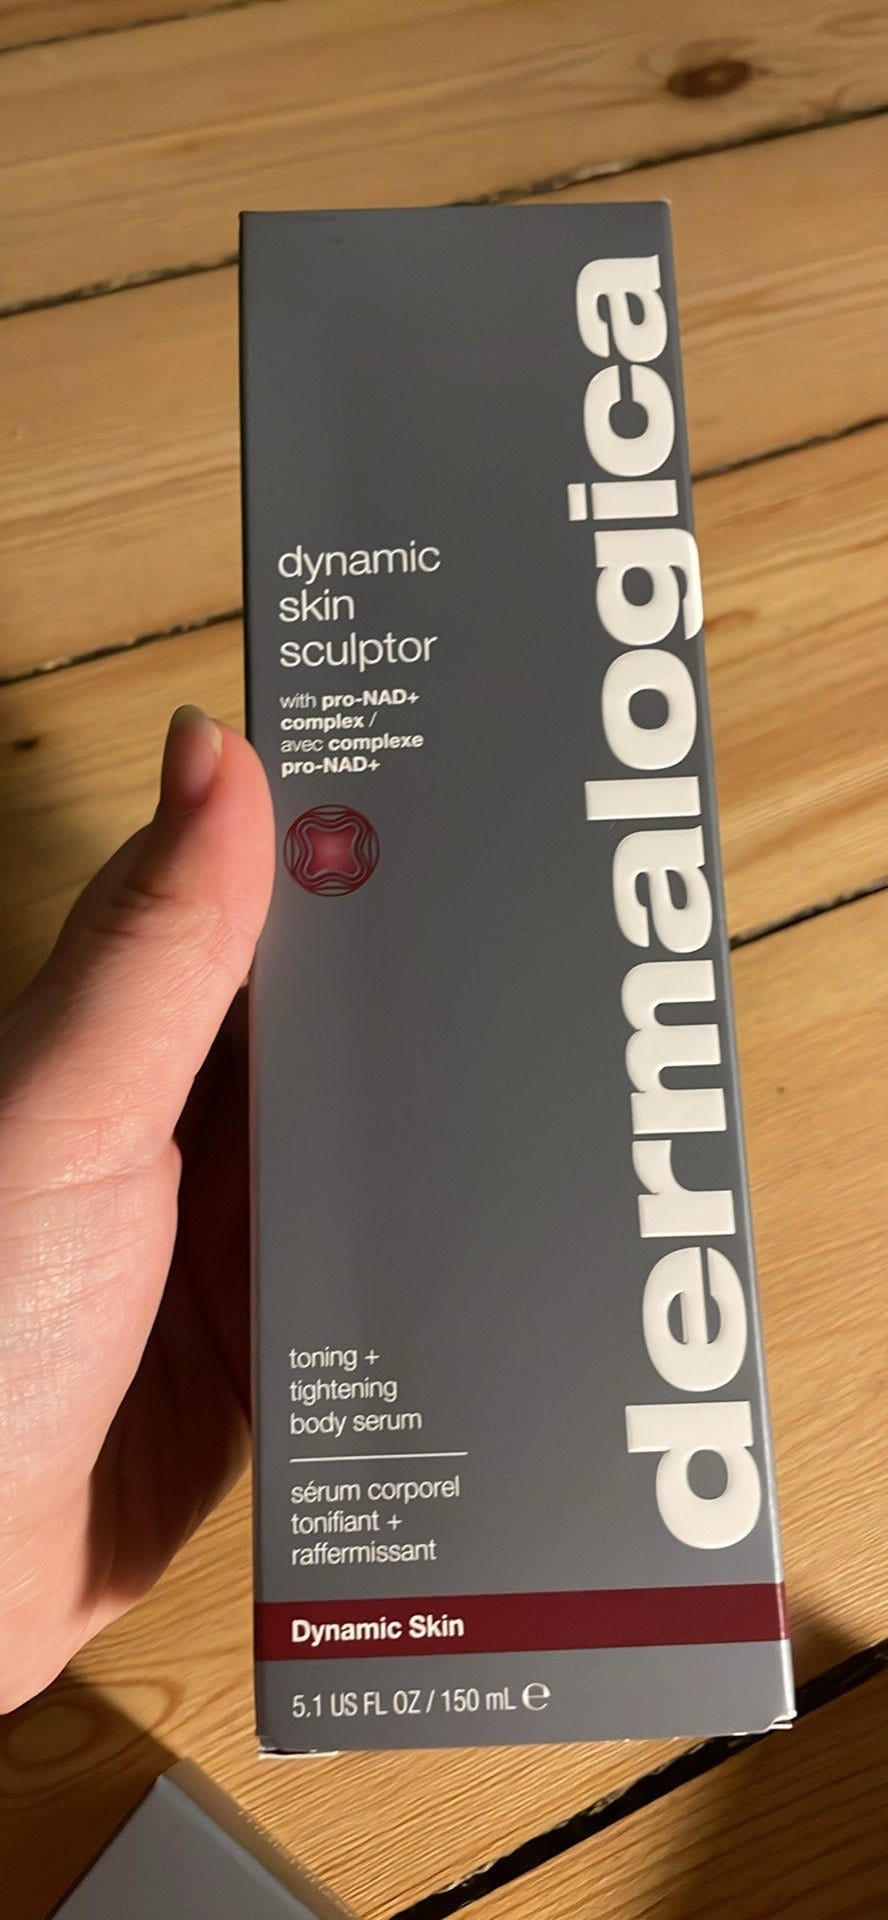 dermalogica
dynamic
skin
sculptor
with pro-NAD+
complex /
avec complexe
pro-NAD+
toning +
tightening
body serum
sérum corporel
tonifiant +
raffermissant
Dynamic Skin
5.1 US FL OZ / 150 mL ℮